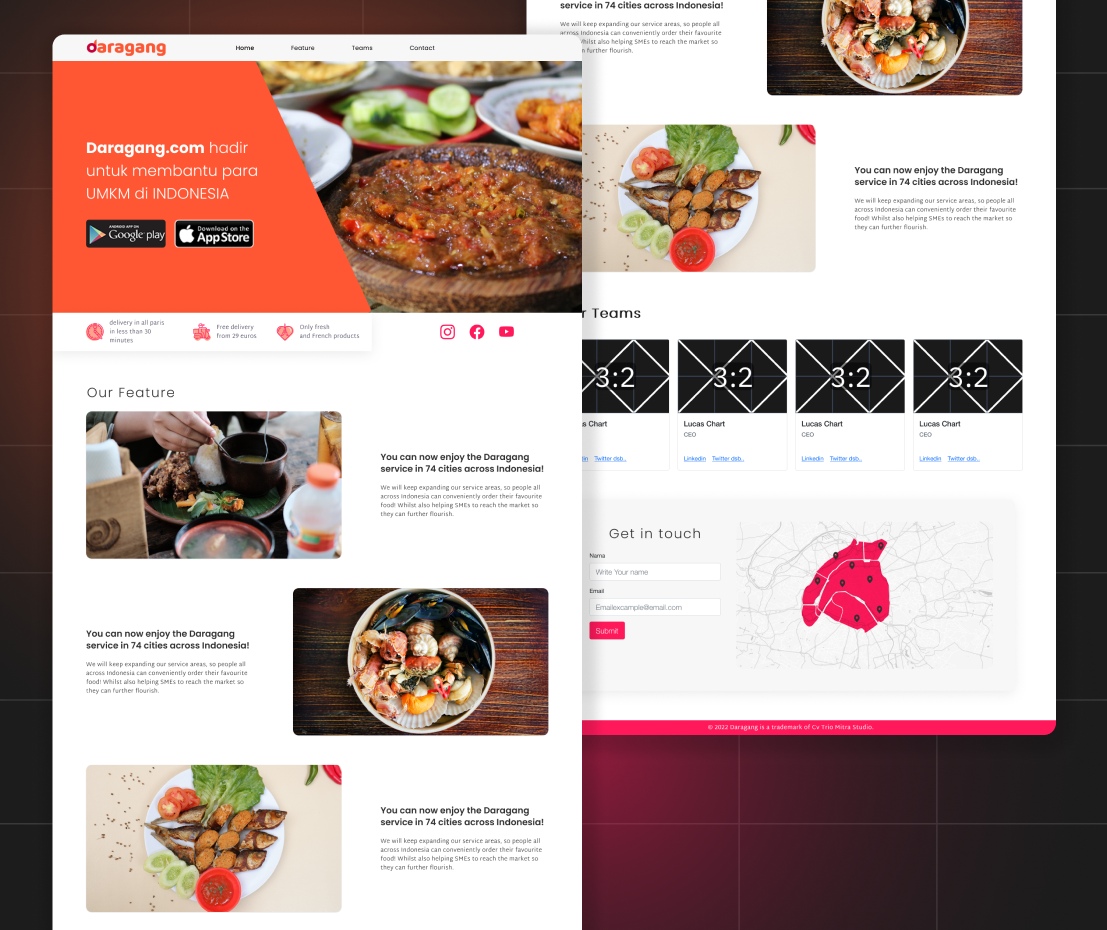 daragang
Home
Feature
Teams
Contact
Daragang.com hadir
untuk membantu para
UMKM di INDONESIA
ANDROID APP ON
Google play
Download on the
App Store
delivery in all paris
in less than 30
minutes
Free delivery
from 29 euros
Only fresh
and French products
Our Feature
You can now enjoy the Daragang
service in 74 cities across Indonesia!
We will keep expanding our service areas, so people all
across Indonesia can conveniently order their favourite
food! Whilst also helping SMEs to reach the market so
they can further flourish.
You can now enjoy the Daragang
service in 74 cities across Indonesia!
We will keep expanding our service areas, so people all
across Indonesia can conveniently order their favourite
food! Whilst also helping SMEs to reach the market so
they can further flourish.
You can now enjoy the Daragang
service in 74 cities across Indonesia!
We will keep expanding our service areas, so people all
across Indonesia can conveniently order their favourite
food! Whilst also helping SMEs to reach the market so
they can further flourish.
service in 74 cities across Indonesia!
We will keep expanding our service areas, so people all
across Indonesia can conveniently order their favourite
Whilst also helping SMEs to reach the market so
further flourish.
You can now enjoy the Daragang
service in 74 cities across Indonesia!
We will keep expanding our service areas, so people all
across Indonesia can conveniently order their favourite
food! Whilst also helping SMEs to reach the market so
they can further flourish.
r Teams
3:2
3:2
3:2
3:2
s Chart
Lucas Chart
Lucas Chart
Lucas Chart
CEO
CEO
CEO
din Twitter dsb..
Linkedin Twitter dsb..
Linkedin Twitter dsb..
Linkedin Twitter dsb..
Get in touch
Nama
Write Your name
Email
Emailexcample@email.com
Submit
© 2022 Daragang is a trademark of Cv Trio Mitra Studio.